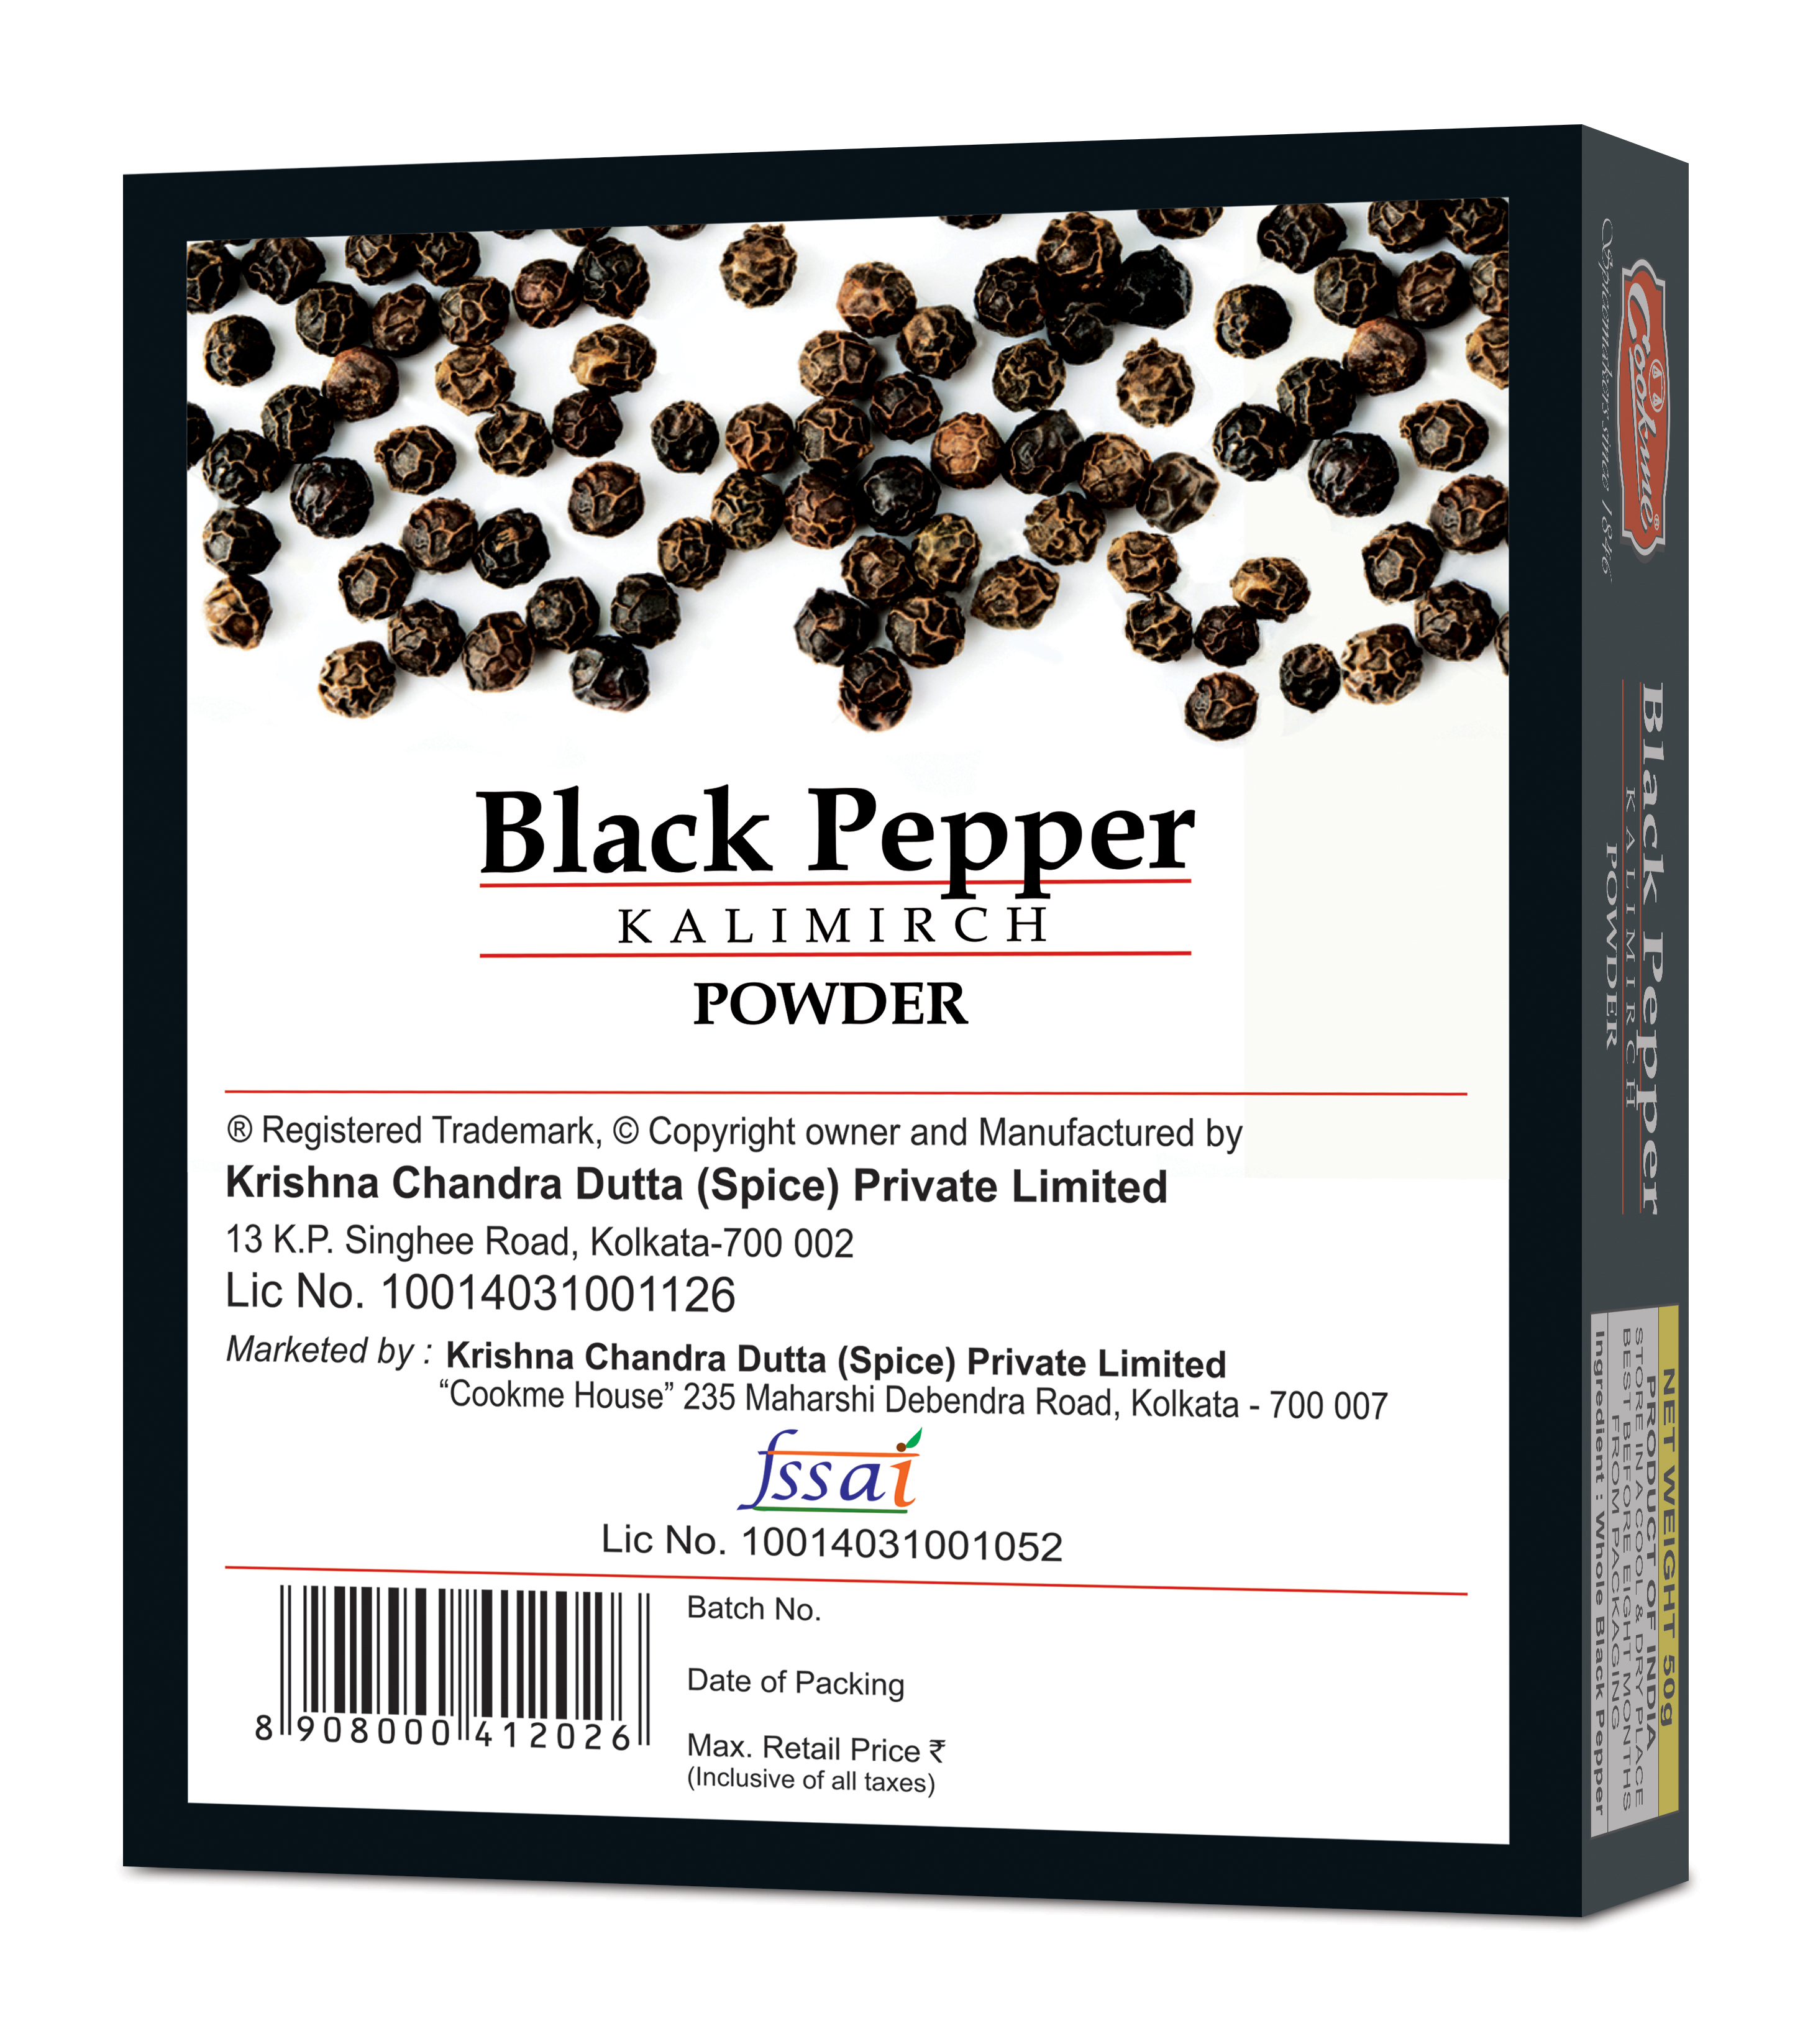 Black Pepper
KALIMIRCH
POWDER
® Registered Trademark, © Copyright owner and Manufactured by
Krishna Chandra Dutta (Spice) Private Limited
13 K.P. Singhee Road, Kolkata-700 002
Lic No. 10014031001126
Marketed by : Krishna Chandra Dutta (Spice) Private Limited
“Cookme House” 235 Maharshi Debendra Road, Kolkata - 700 007
fssai
Lic No. 10014031001052
8 908000 412026
Batch No.
Date of Packing
Max. Retail Price ₹
(Inclusive of all taxes)
Cookme®
Spicemakers since 1846
Black Pepper
KALIMIRCH
POWDER
NET WEIGHT 50g
PRODUCT OF INDIA
STORE IN A COOL & DRY PLACE
BEST BEFORE EIGHT MONTHS
FROM PACKAGING
Ingredient : Whole Black Pepper